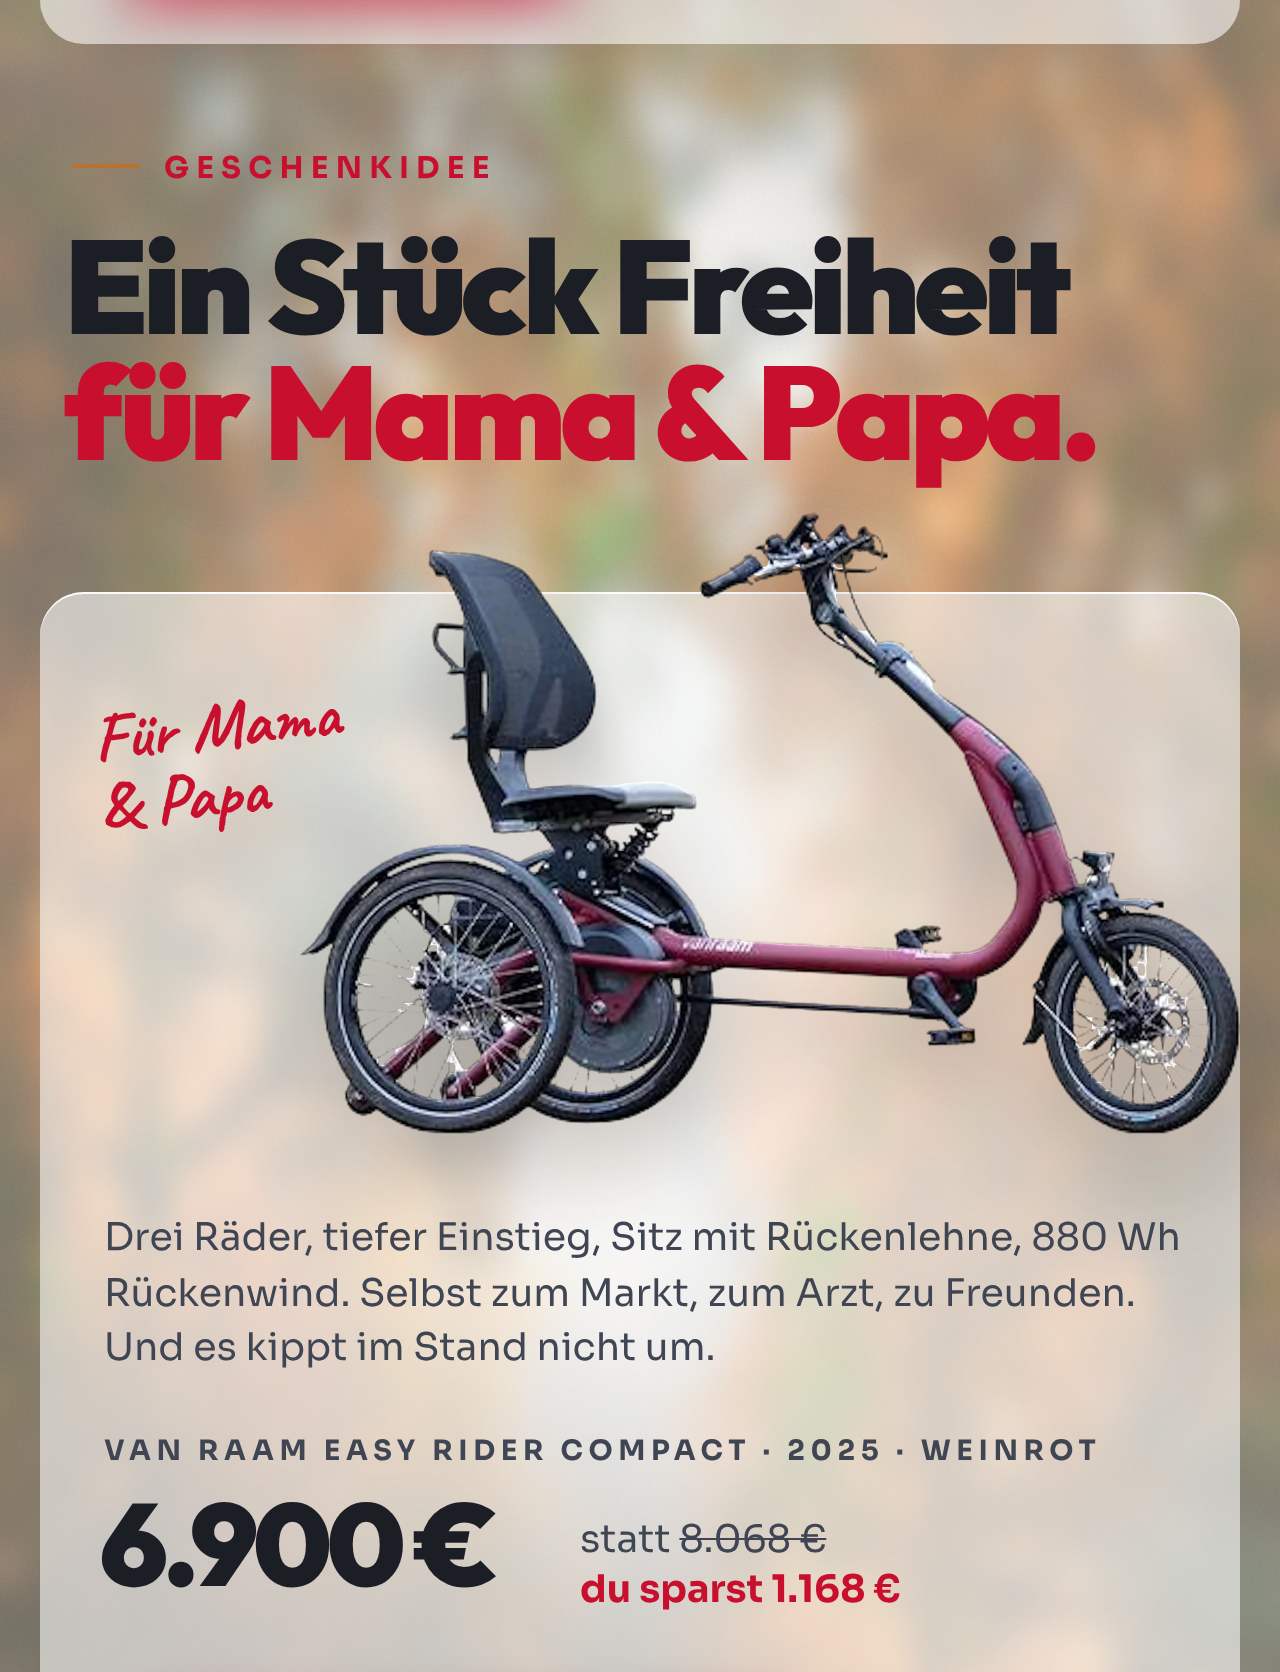 GESCHENKIDEE
Ein Stück Freiheit
für Mama & Papa.
Für Mama
& Papa
vanraam
Drei Räder, tiefer Einstieg, Sitz mit Rückenlehne, 880 Wh
Rückenwind. Selbst zum Markt, zum Arzt, zu Freunden.
Und es kippt im Stand nicht um.
VAN RAAM EASY RIDER COMPACT · 2025 · WEINROT
6.900 €
statt 8.068 €
du sparst 1.168 €